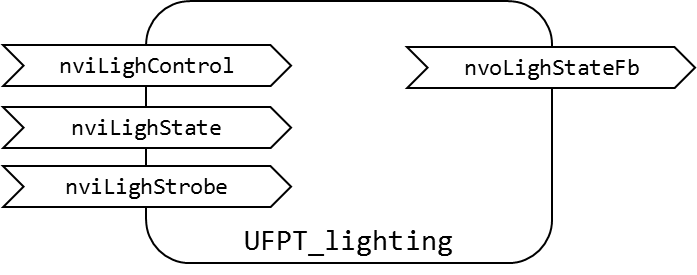 nviLighControl
nvoLighStateFb
nviLighState
nviLighStrobe
UFPT_lighting